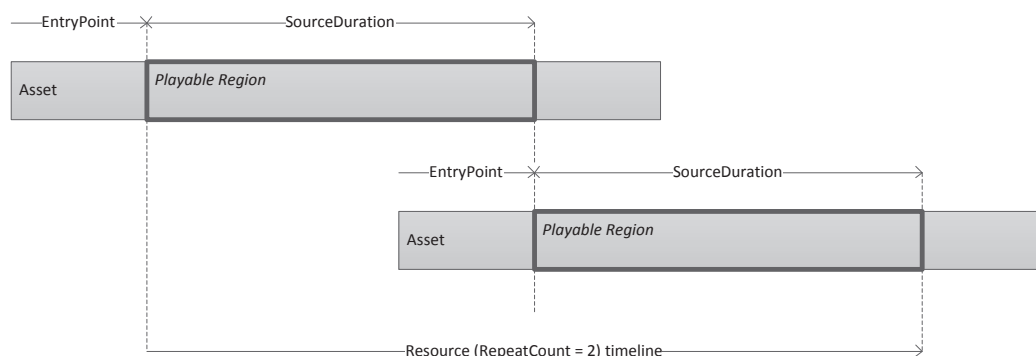 EntryPoint SourceDuration
Playable Region
Asset
EntryPoint SourceDuration
Playable Region
Asset
Resource (RepeatCount = 2) timeline